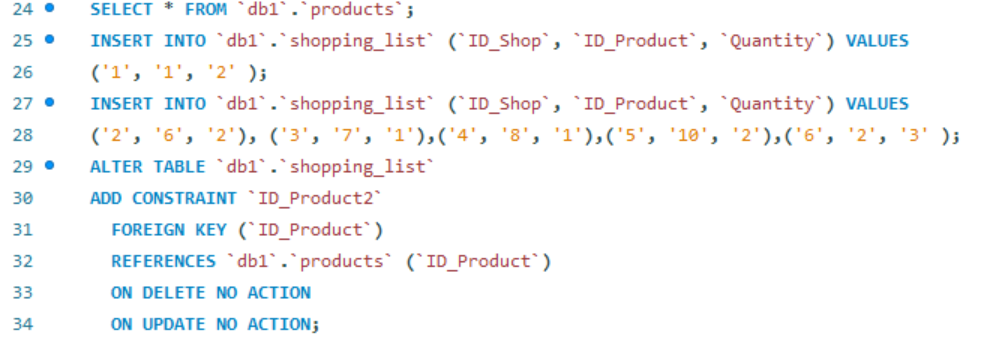 24 SELECT * FROM `db1`.`products`;
25 INSERT INTO `db1`.`shopping_list` (`ID_Shop`, `ID_Product`, `Quantity`) VALUES
26 ('1', '1', '2' );
27 INSERT INTO `db1`.`shopping_list` (`ID_Shop`, `ID_Product`, `Quantity`) VALUES
28 ('2', '6', '2'), ('3', '7', '1'),('4', '8', '1'),('5', '10', '2'),('6', '2', '3' );
29 ALTER TABLE `db1`.`shopping_list`
30 ADD CONSTRAINT `ID_Product2`
31 FOREIGN KEY (`ID_Product`)
32 REFERENCES `db1`.`products` (`ID_Product`)
33 ON DELETE NO ACTION
34 ON UPDATE NO ACTION;